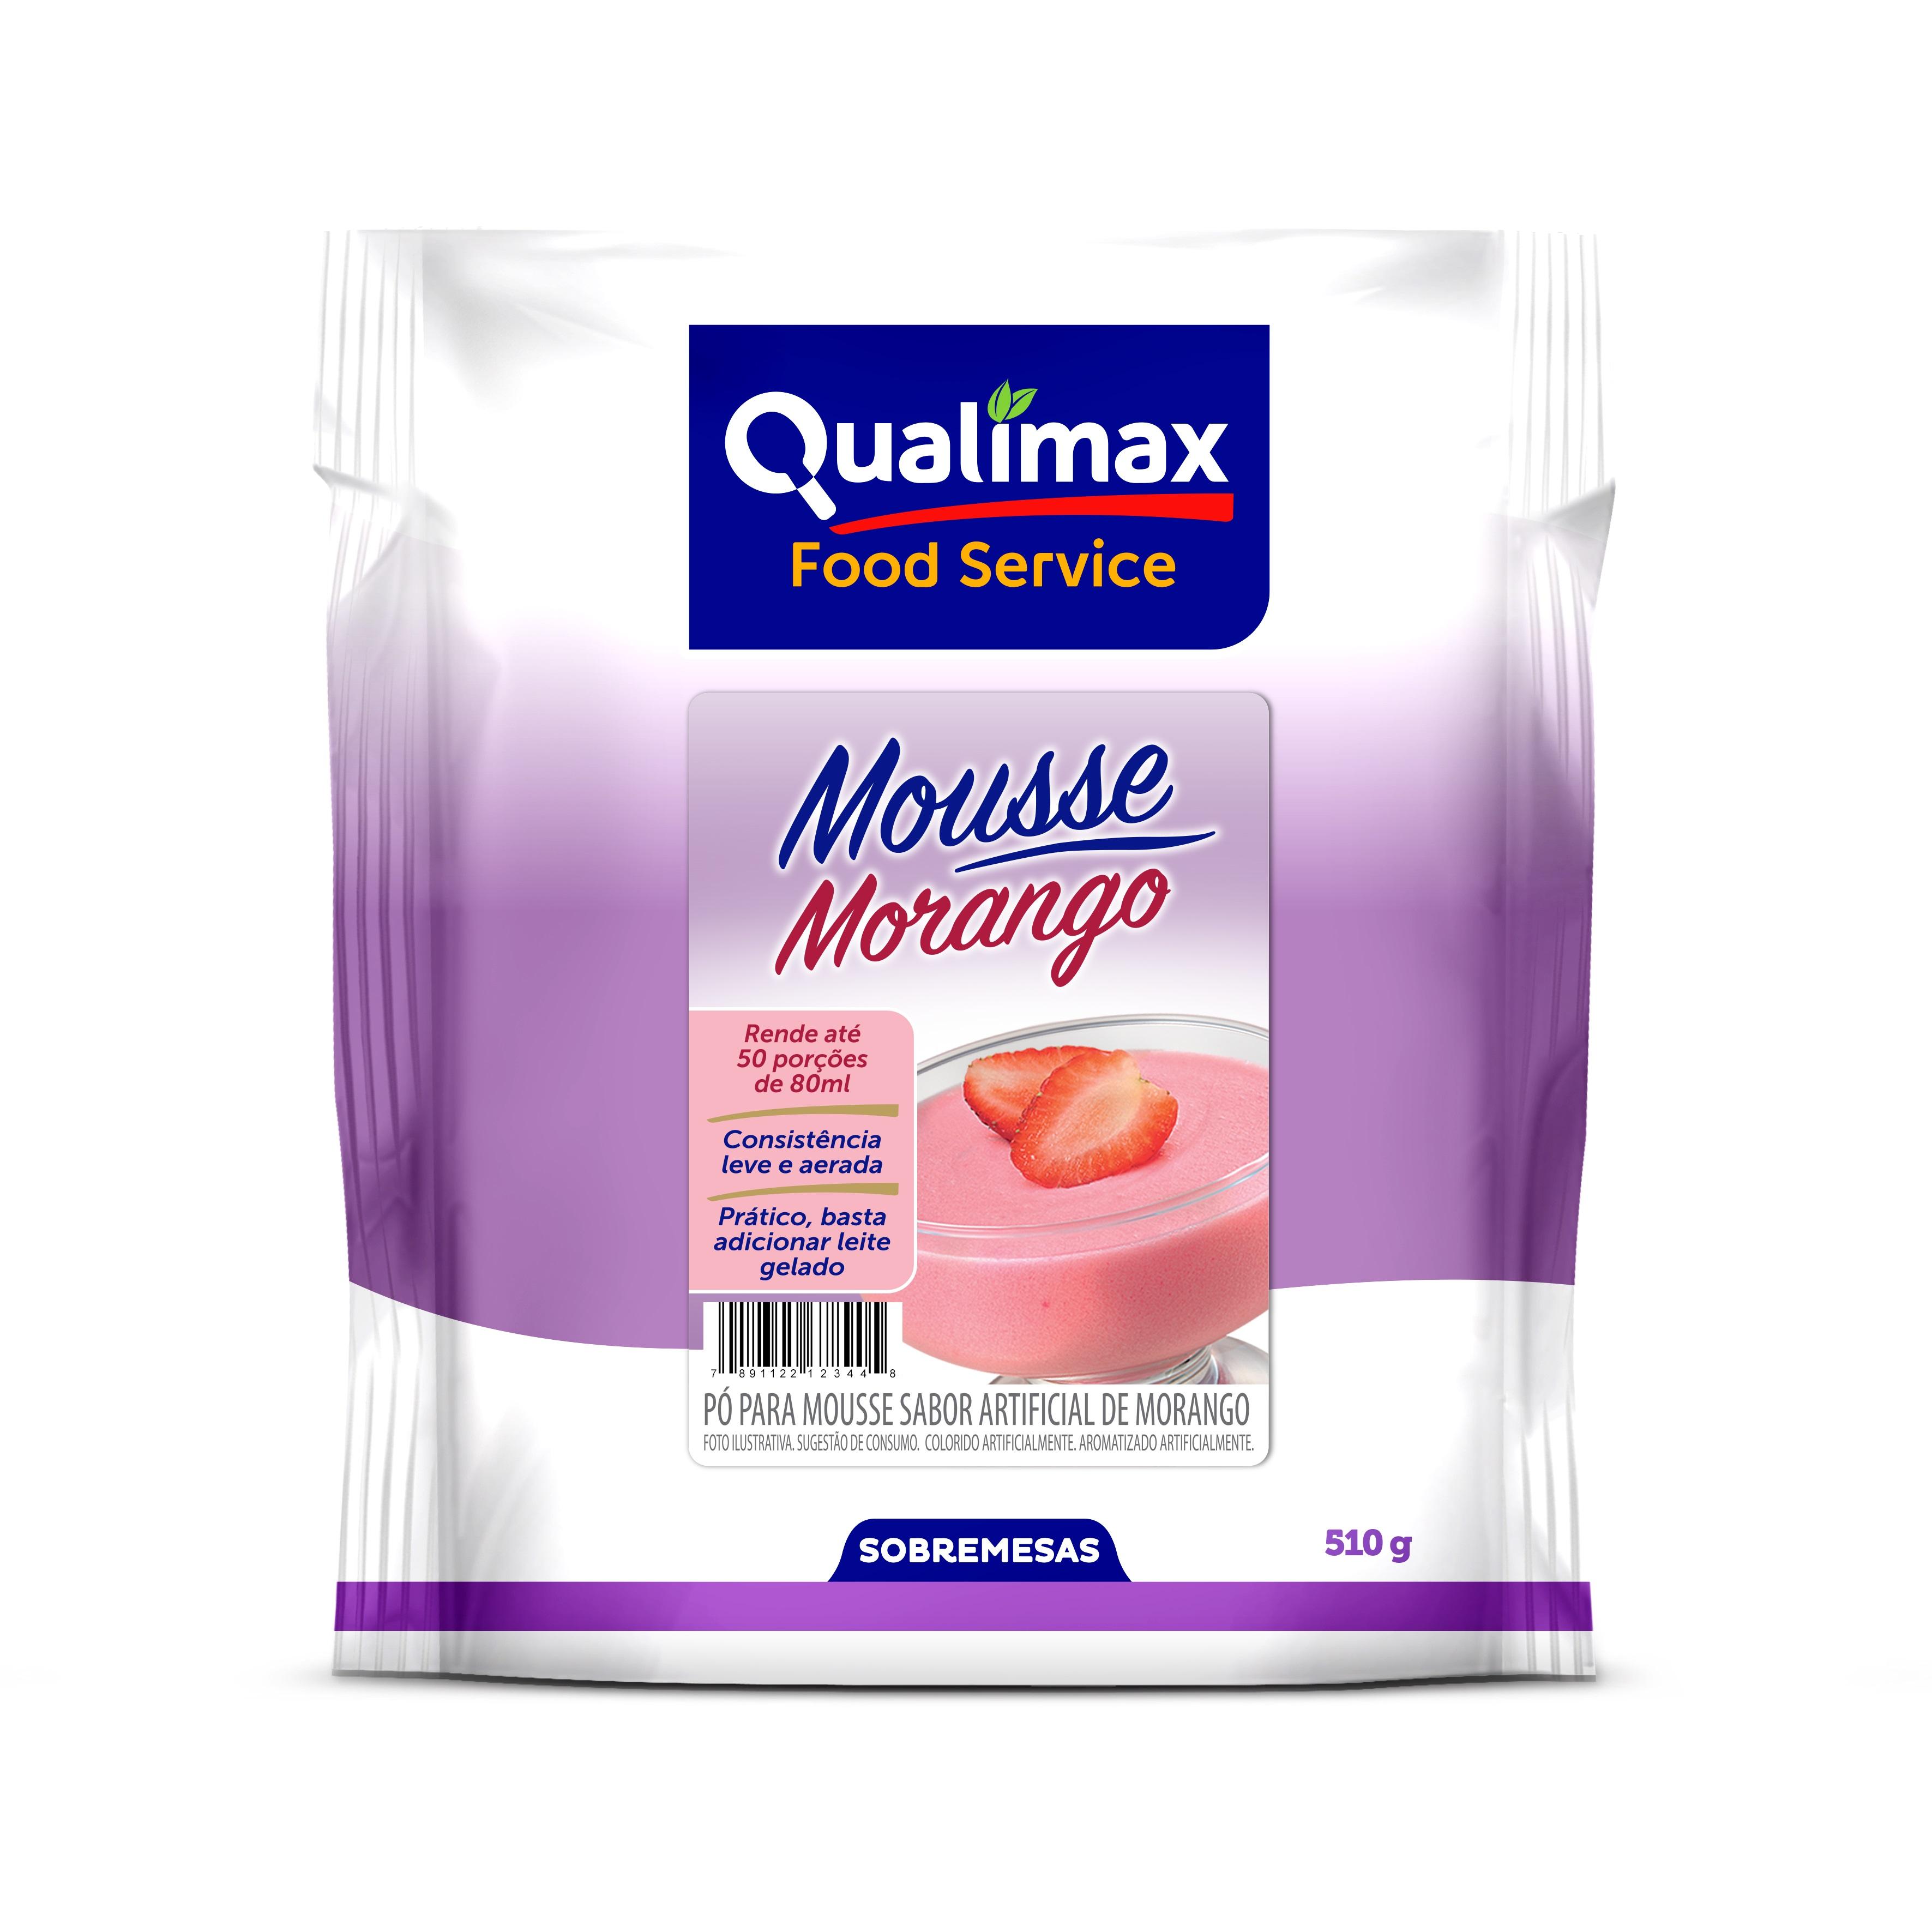 Qualimax
Food Service
Mousse
Morango
Rende até
50 porções
de 80ml
Consistência
leve e aerada
Prático, basta
adicionar leite
gelado
7 891122 12344 8
PÓ PARA MOUSSE SABOR ARTIFICIAL DE MORANGO
FOTO ILUSTRATIVA. SUGESTÃO DE CONSUMO. COLORIDO ARTIFICIALMENTE. AROMATIZADO ARTIFICIALMENTE.
SOBREMESAS
510 g